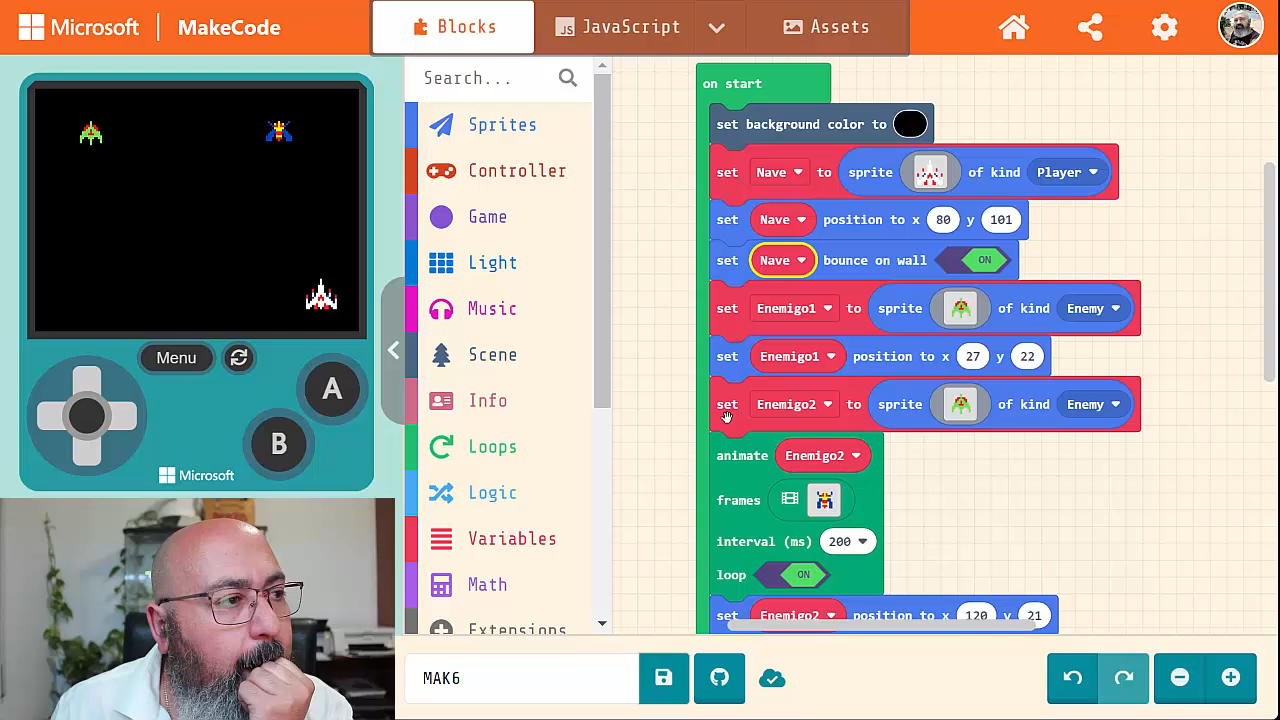 Microsoft | MakeCode
Blocks
JavaScript
Assets
Menu
A
B
Microsoft
Search...
Sprites
Controller
Game
Light
Music
Scene
Info
Loops
Logic
Variables
Math
Extensions
on start
set background color to
set Nave to sprite of kind Player
set Nave position to x 80 y 101
set Nave bounce on wall ON
set Enemigo1 to sprite of kind Enemy
set Enemigo1 position to x 27 y 22
set Enemigo2 to sprite of kind Enemy
animate Enemigo2
frames
interval (ms) 200
loop ON
set Enemigo2 position to x 120 y 21
MAK6